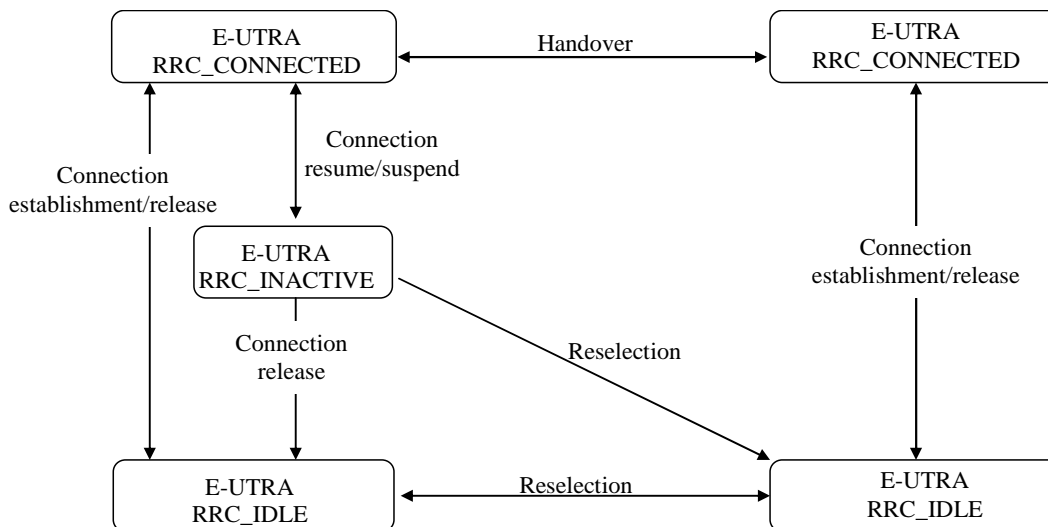 E-UTRA
RRC_CONNECTED
Handover
E-UTRA
RRC_CONNECTED
Connection
resume/suspend
Connection
establishment/release
E-UTRA
RRC_INACTIVE
Connection
establishment/release
Connection
release
Reselection
E-UTRA
RRC_IDLE
Reselection
E-UTRA
RRC_IDLE